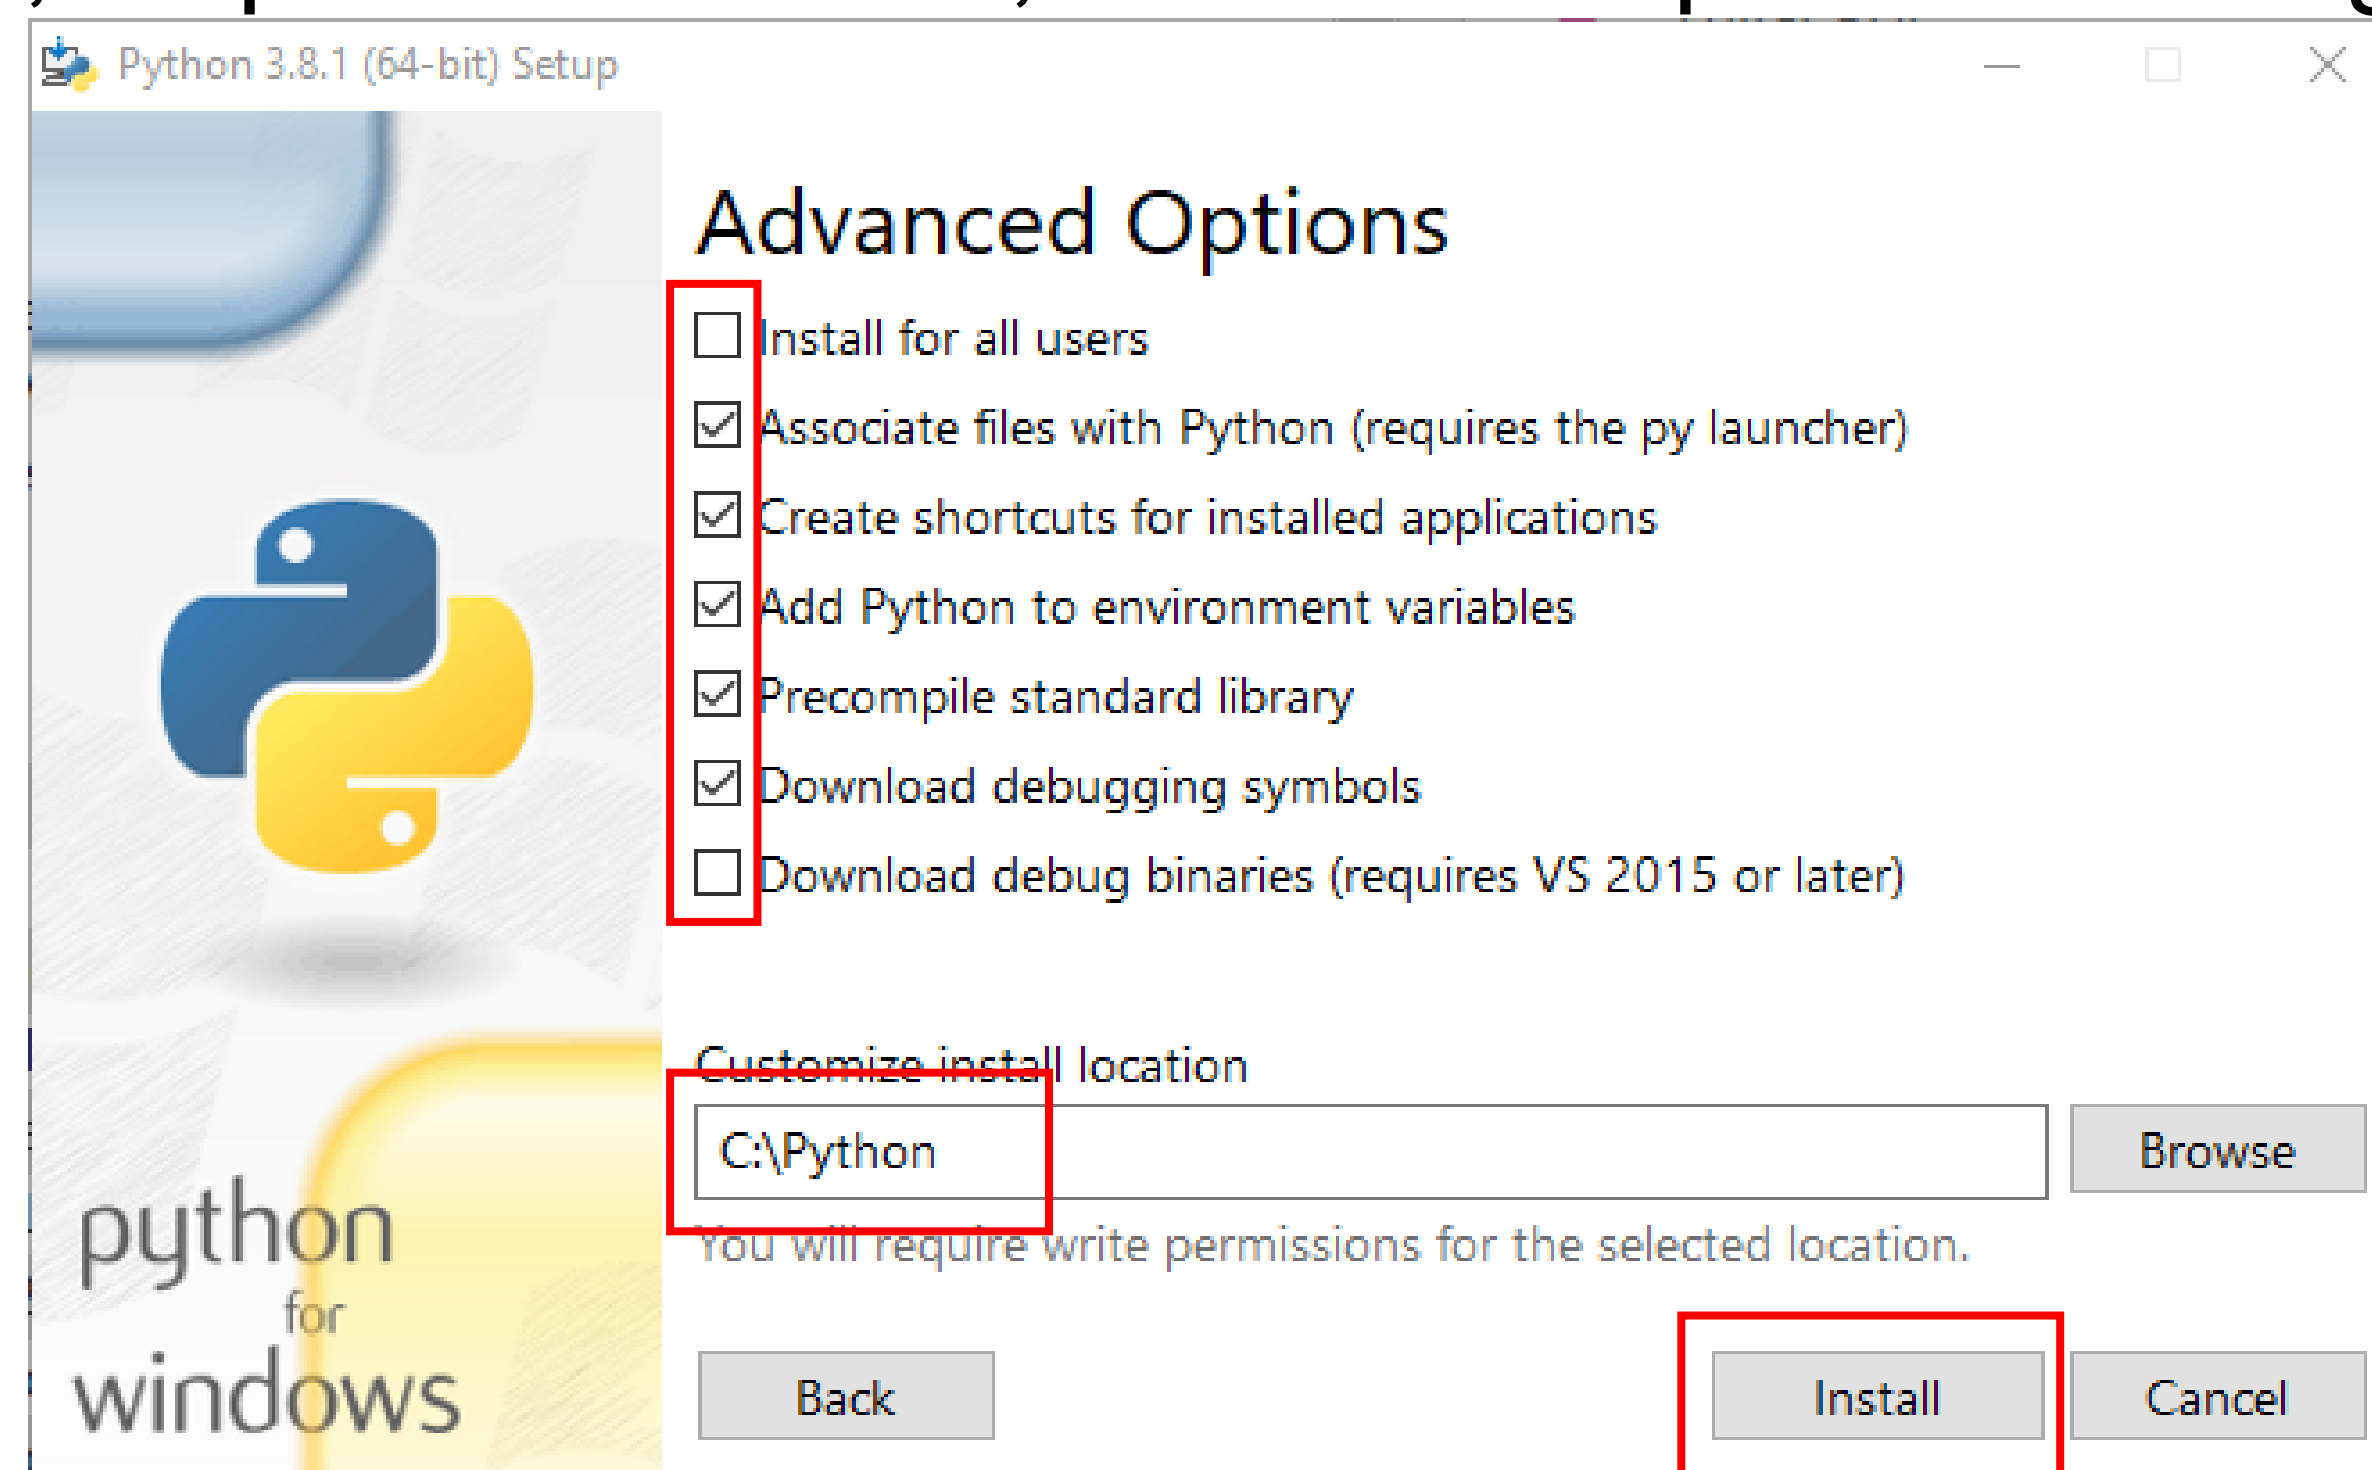 Python 3.8.1 (64-bit) Setup
Advanced Options
Install for all users
Associate files with Python (requires the py launcher)
Create shortcuts for installed applications
Add Python to environment variables
Precompile standard library
Download debugging symbols
Download debug binaries (requires VS 2015 or later)
Customize install location
C:\Python
Browse
You will require write permissions for the selected location.
python
for
windows
Back
Install
Cancel